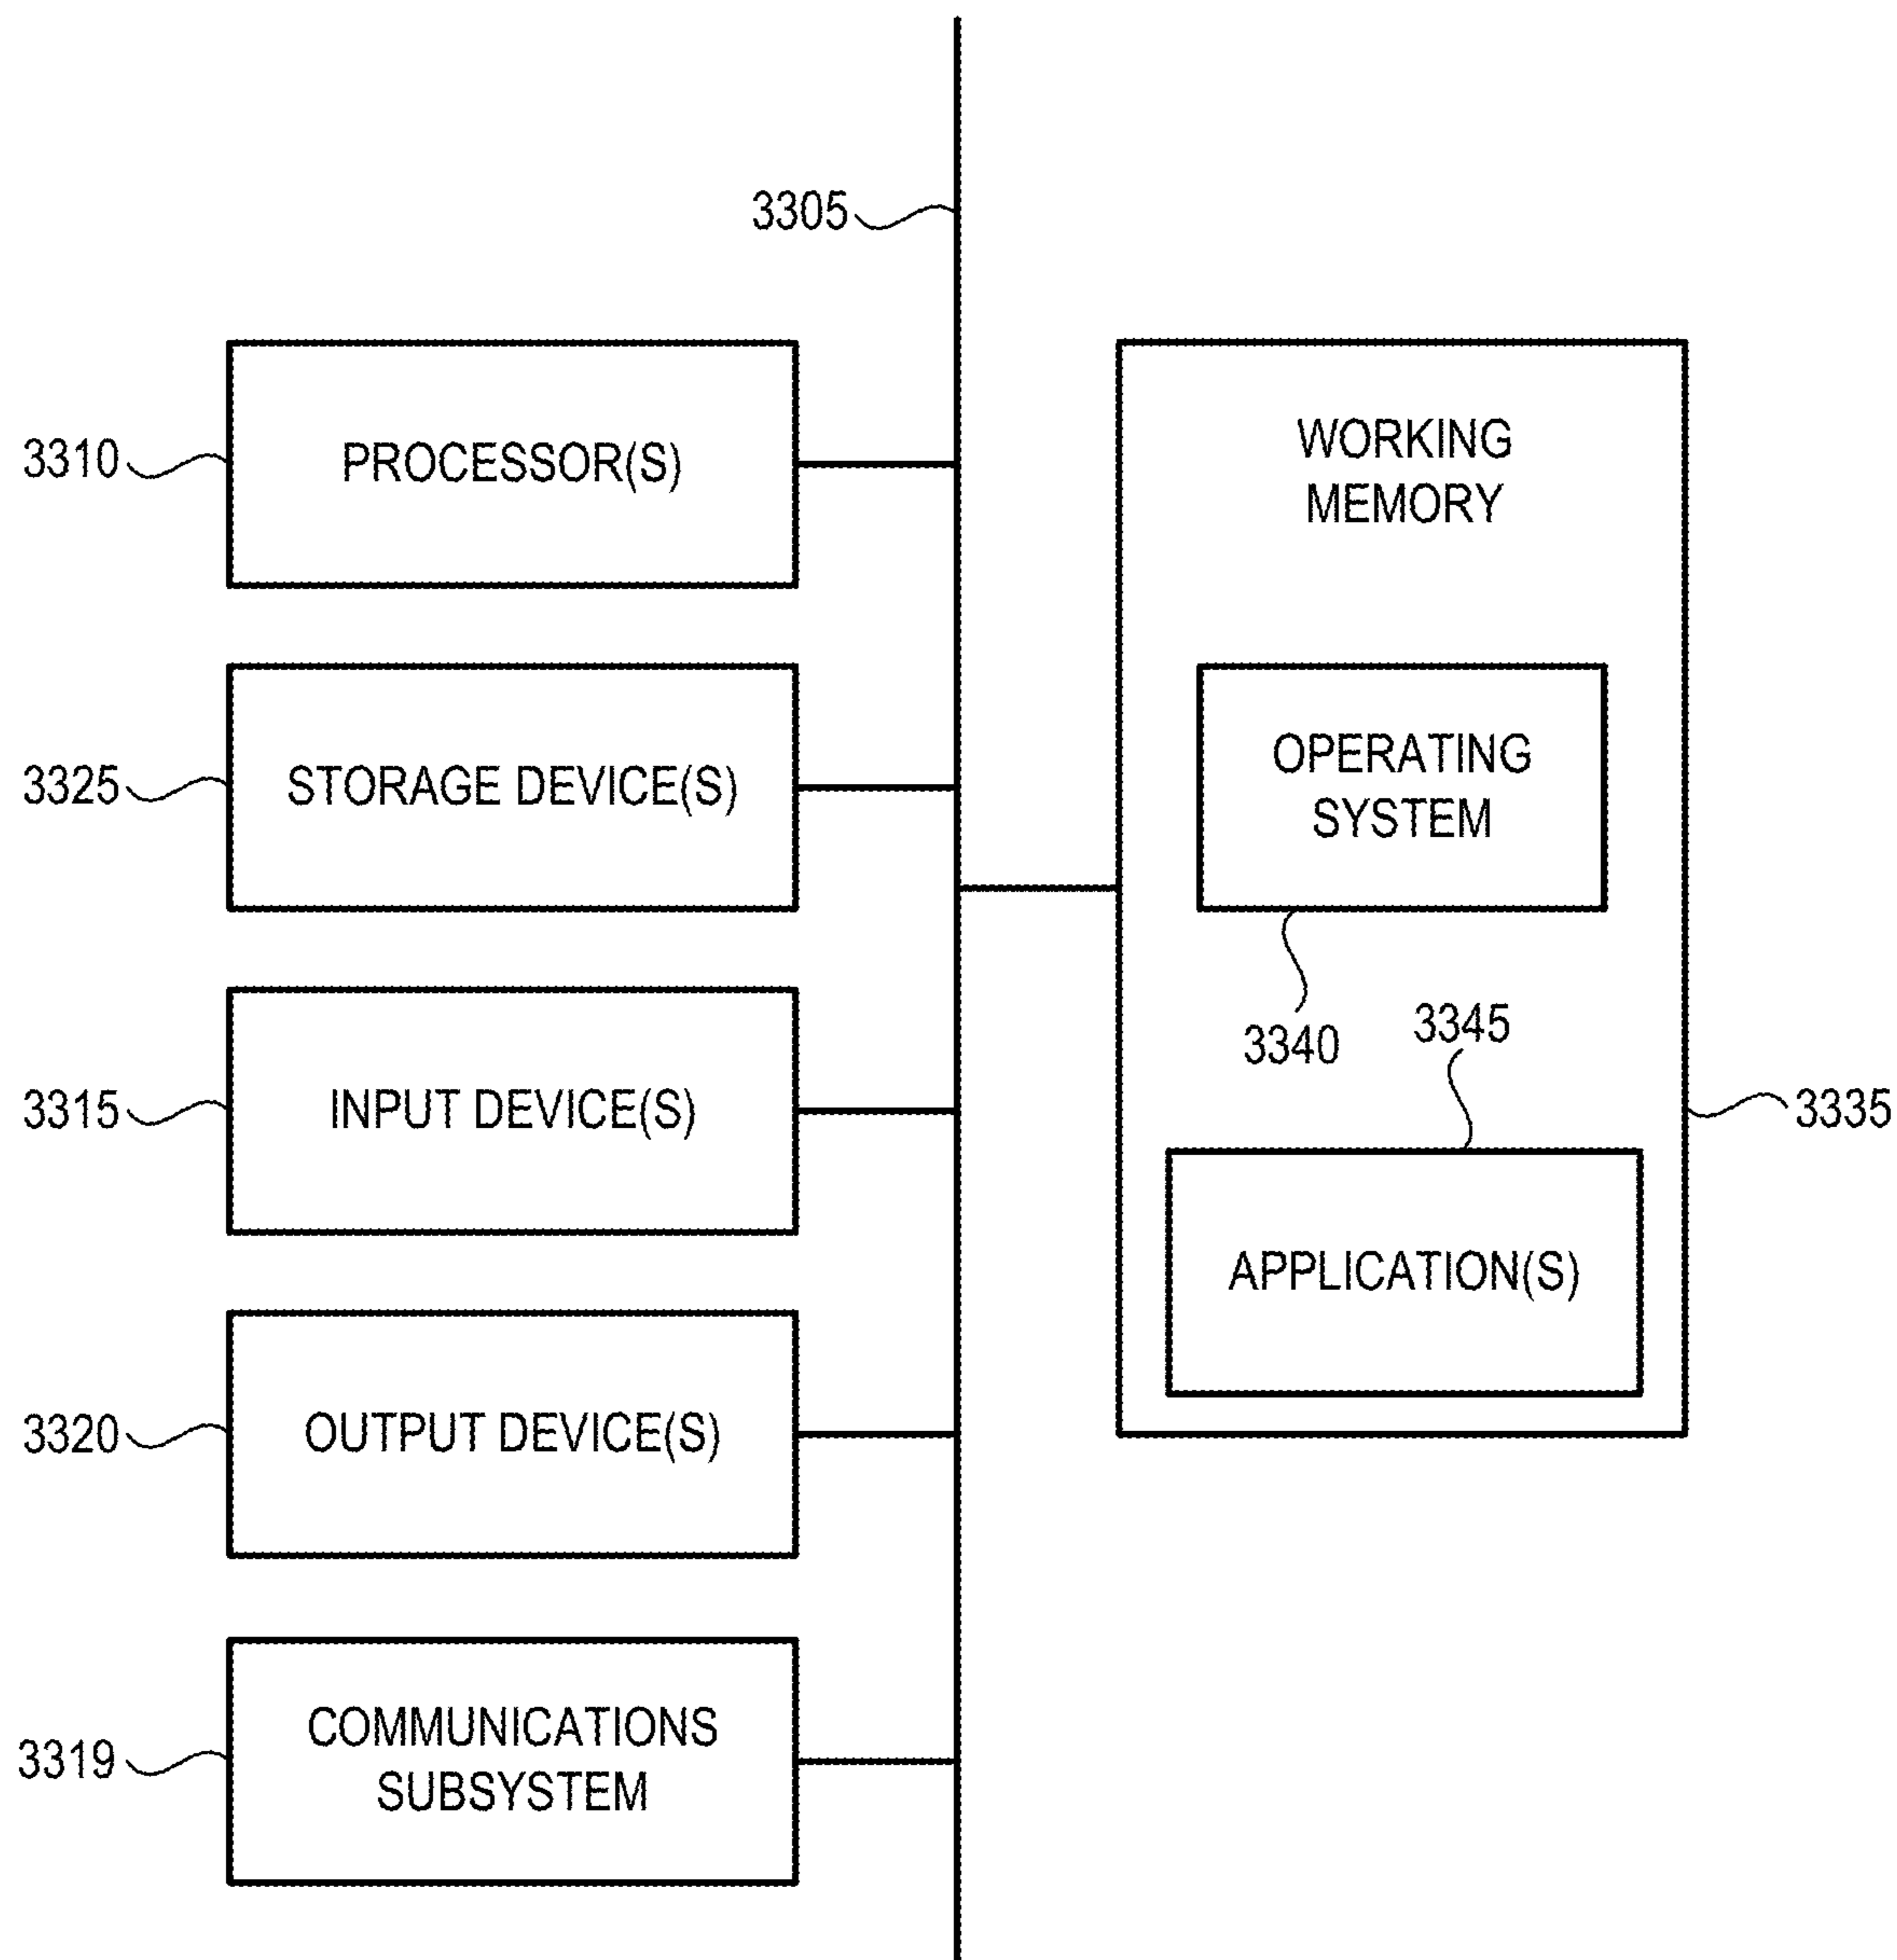 3305
3310
PROCESSOR(S)
3325
STORAGE DEVICE(S)
3315
INPUT DEVICE(S)
3320
OUTPUT DEVICE(S)
3319
COMMUNICATIONS
SUBSYSTEM
WORKING
MEMORY
OPERATING
SYSTEM
3340
3345
APPLICATION(S)
3335